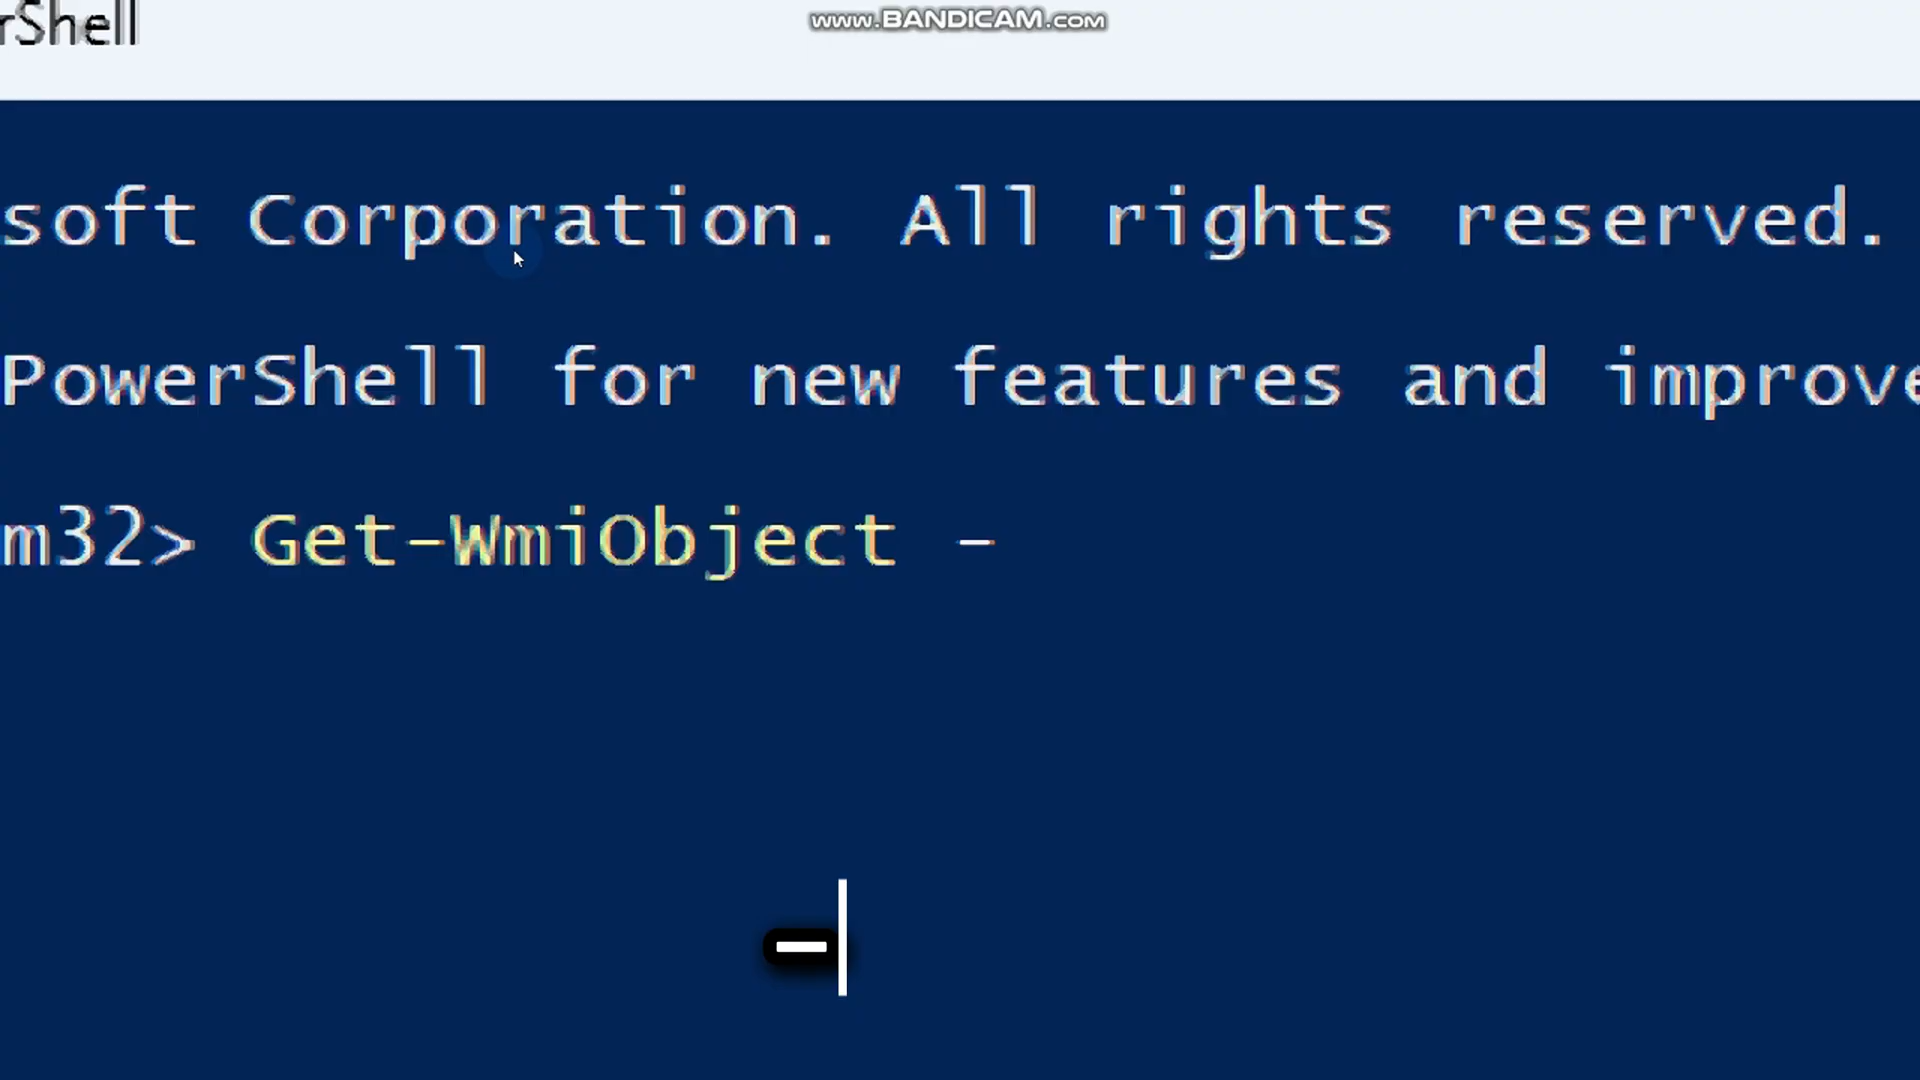 rShell
www.BANDICAM.com
soft Corporation. All rights reserved.
PowerShell for new features and improve
m32> Get-WmiObject -
-